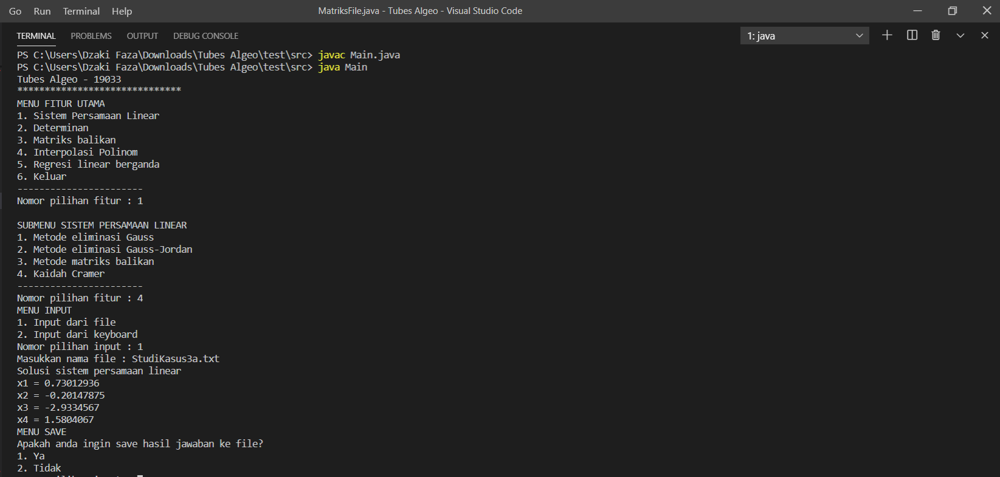 Go Run Terminal Help MatriksFile.java - Tubes Algeo - Visual Studio Code
TERMINAL PROBLEMS OUTPUT DEBUG CONSOLE 1: java
PS C:\Users\Dzaki Faza\Downloads\Tubes Algeo\test\src> javac Main.java
PS C:\Users\Dzaki Faza\Downloads\Tubes Algeo\test\src> java Main
Tubes Algeo - 19033
******************************
MENU FITUR UTAMA
1. Sistem Persamaan Linear
2. Determinan
3. Matriks balikan
4. Interpolasi Polinom
5. Regresi linear berganda
6. Keluar
-----------------------
Nomor pilihan fitur : 1
SUBMENU SISTEM PERSAMAAN LINEAR
1. Metode eliminasi Gauss
2. Metode eliminasi Gauss-Jordan
3. Metode matriks balikan
4. Kaidah Cramer
-----------------------
Nomor pilihan fitur : 4
MENU INPUT
1. Input dari file
2. Input dari keyboard
Nomor pilihan input : 1
Masukkan nama file : StudiKasus3a.txt
Solusi sistem persamaan linear
x1 = 0.73012936
x2 = -0.20147875
x3 = -2.9334567
x4 = 1.5804067
MENU SAVE
Apakah anda ingin save hasil jawaban ke file?
1. Ya
2. Tidak